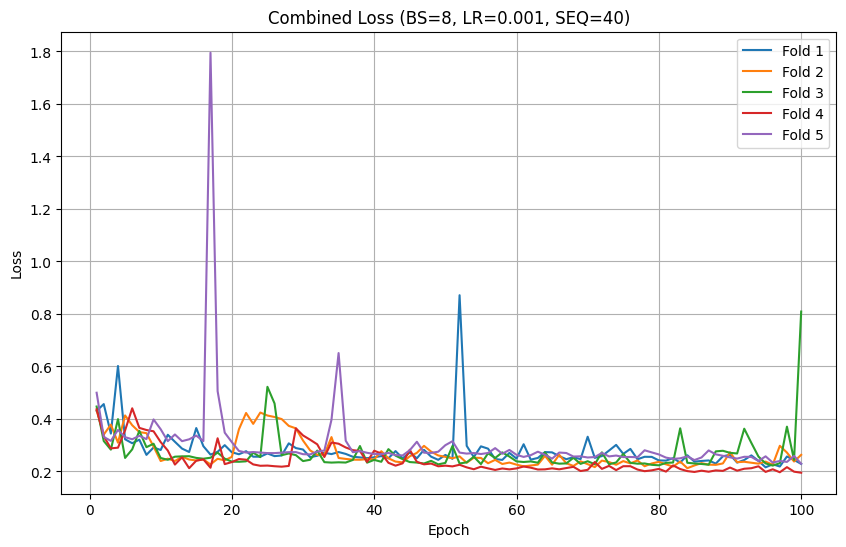 Combined Loss (BS=8, LR=0.001, SEQ=40)
Fold 1
Fold 2
Fold 3
Fold 4
Fold 5
1.8
1.6
1.4
1.2
1.0
0.8
0.6
0.4
0.2
Loss
0 20 40 60 80 100
Epoch